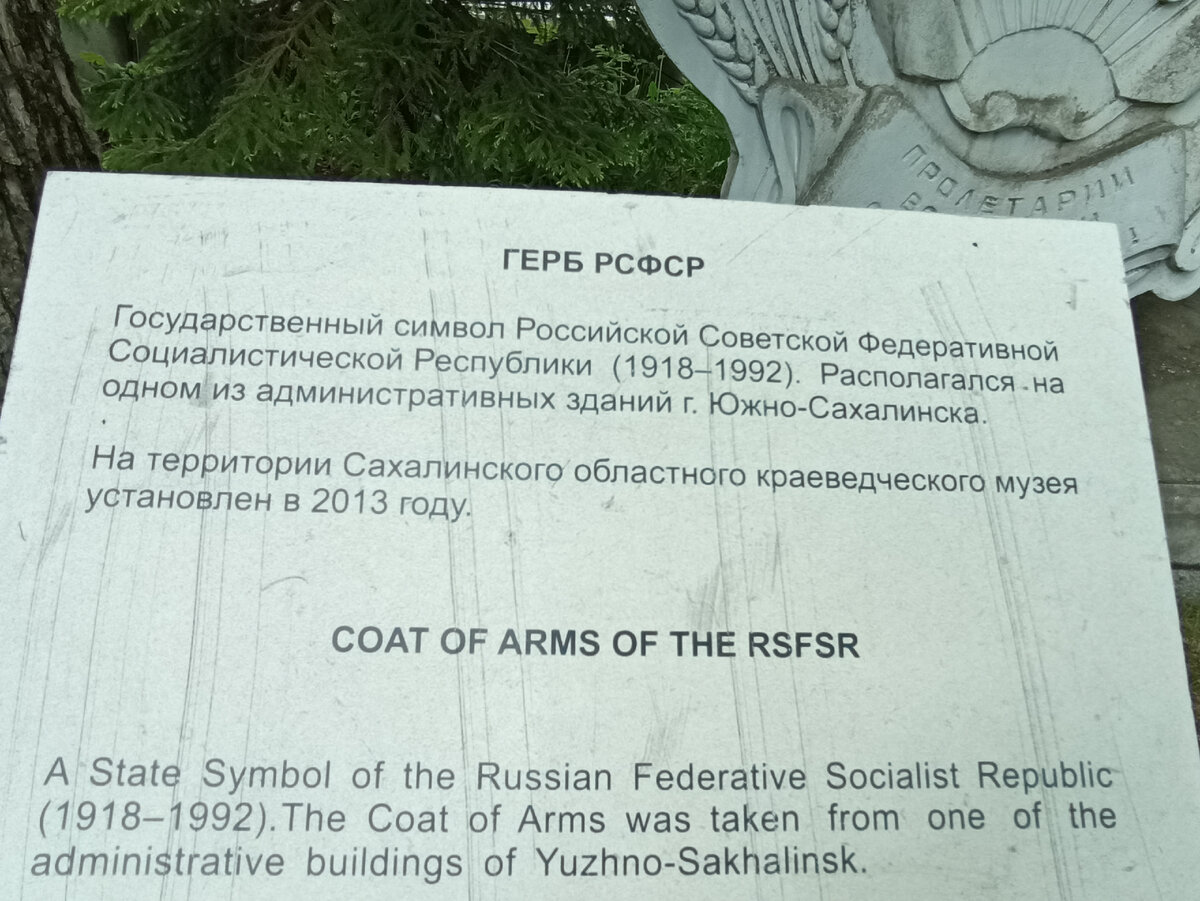 ПРОЛЕТАРИИ
ГЕРБ РСФСР
Государственный символ Российской Советской Федеративной
Социалистической Республики (1918–1992). Располагался на
одном из административных зданий г. Южно-Сахалинска.
На территории Сахалинского областного краеведческого музея
установлен в 2013 году.
COAT OF ARMS OF THE RSFSR
A State Symbol of the Russian Federative Socialist Republic
(1918–1992).The Coat of Arms was taken from one of the
administrative buildings of Yuzhno-Sakhalinsk.